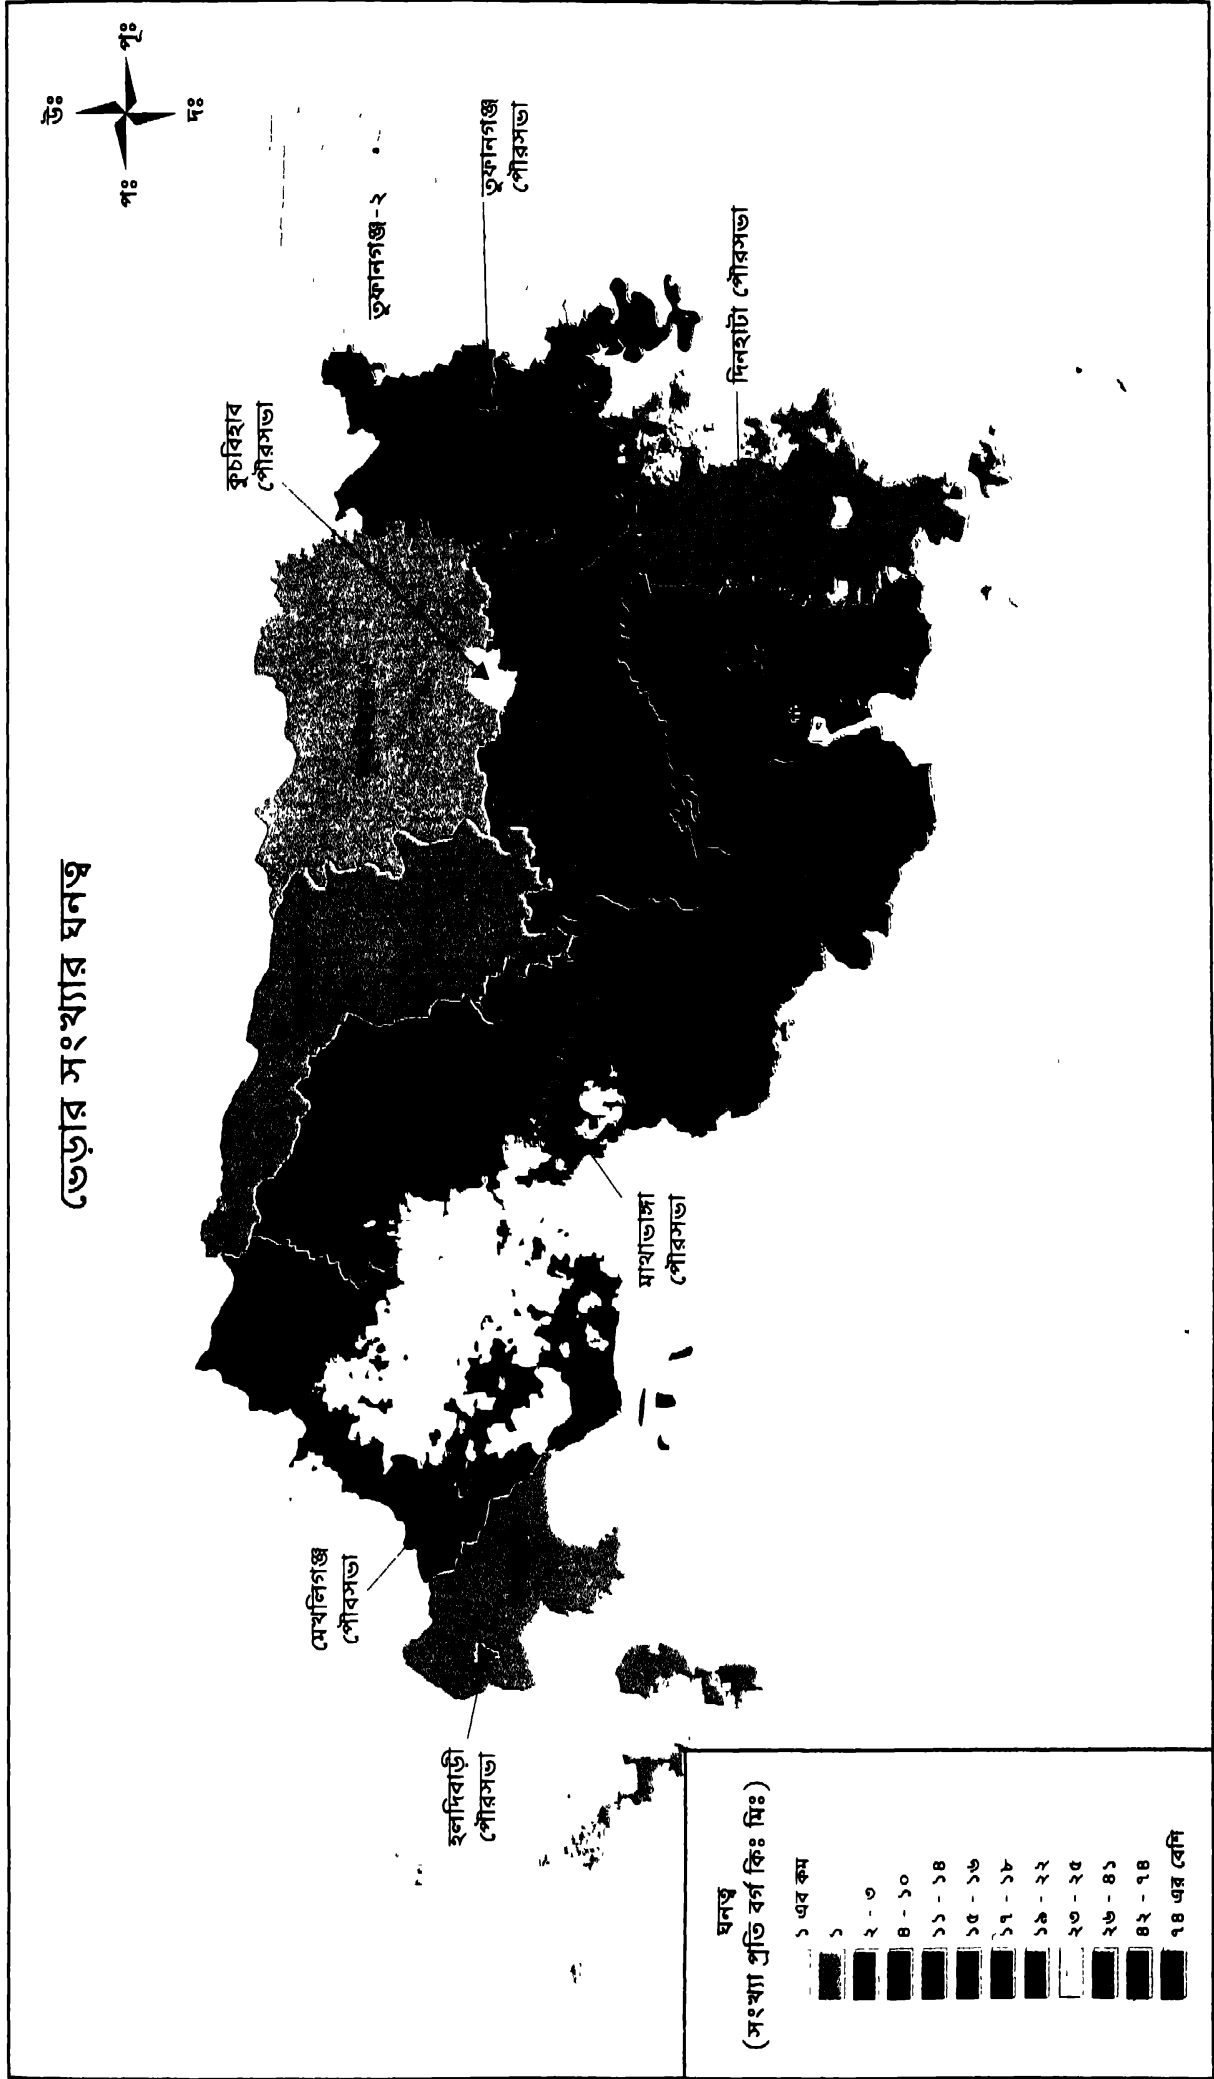 ভেড়ার সংখ্যার ঘনত্ব
উঃ
পঃ
পূঃ
দঃ
তুফানগঞ্জ-২
কুচবিহাব
পৌরসভা
তুফানগঞ্জ
পৌরসভা
দিনহাটা পৌরসভা
মাথাভাঙ্গা
পৌরসভা
মেখলিগঞ্জ
পৌবসভা
হলদিবাড়ী
পৌরসভা
ঘনত্ব
(সংখ্যা প্রতি বর্গ কিঃ মিঃ)
১ এব কম
১
২ - ৩
৪ - ১০
১১ - ১৪
১৫ - ১৬
১৭ - ১৮
১৯ - ২২
২৩ - ২৫
২৬ - ৪১
৪২ - ৭৪
৭৪ এর বেশি